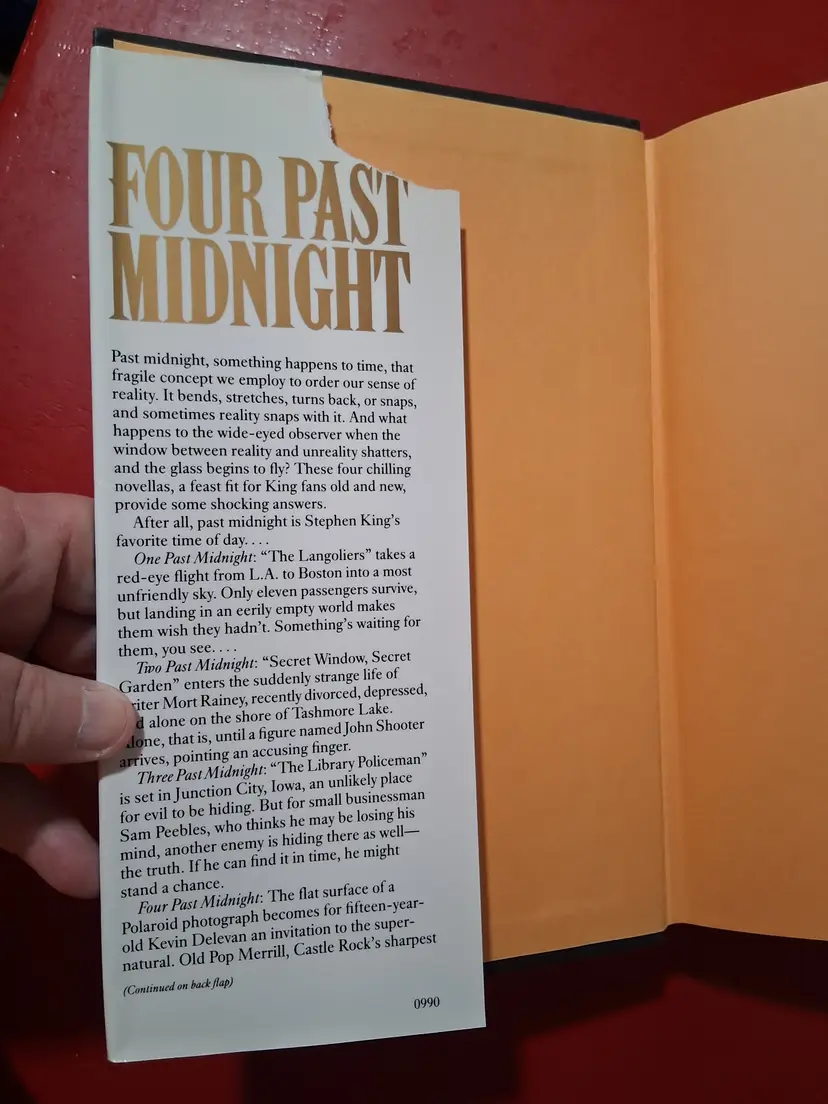 FOUR PAST
MIDNIGHT
Past midnight, something happens to time, that
fragile concept we employ to order our sense of
reality. It bends, stretches, turns back, or snaps,
and sometimes reality snaps with it. And what
happens to the wide-eyed observer when the
window between reality and unreality shatters,
and the glass begins to fly? These four chilling
novellas, a feast fit for King fans old and new,
provide some shocking answers.
After all, past midnight is Stephen King's
favorite time of day. . . .
One Past Midnight: "The Langoliers" takes a
red-eye flight from L.A. to Boston into a most
unfriendly sky. Only eleven passengers survive,
but landing in an eerily empty world makes
them wish they hadn't. Something's waiting for
them, you see. . . .
Two Past Midnight: "Secret Window, Secret
Garden" enters the suddenly strange life of
riter Mort Rainey, recently divorced, depressed,
d alone on the shore of Tashmore Lake.
lone, that is, until a figure named John Shooter
arrives, pointing an accusing finger.
Three Past Midnight: "The Library Policeman"
is set in Junction City, Iowa, an unlikely place
for evil to be hiding. But for small businessman
Sam Peebles, who thinks he may be losing his
mind, another enemy is hiding there as well—
the truth. If he can find it in time, he might
stand a chance.
Four Past Midnight: The flat surface of a
Polaroid photograph becomes for fifteen-year-
old Kevin Delevan an invitation to the super-
natural. Old Pop Merrill, Castle Rock's sharpest
(Continued on back flap)
0990